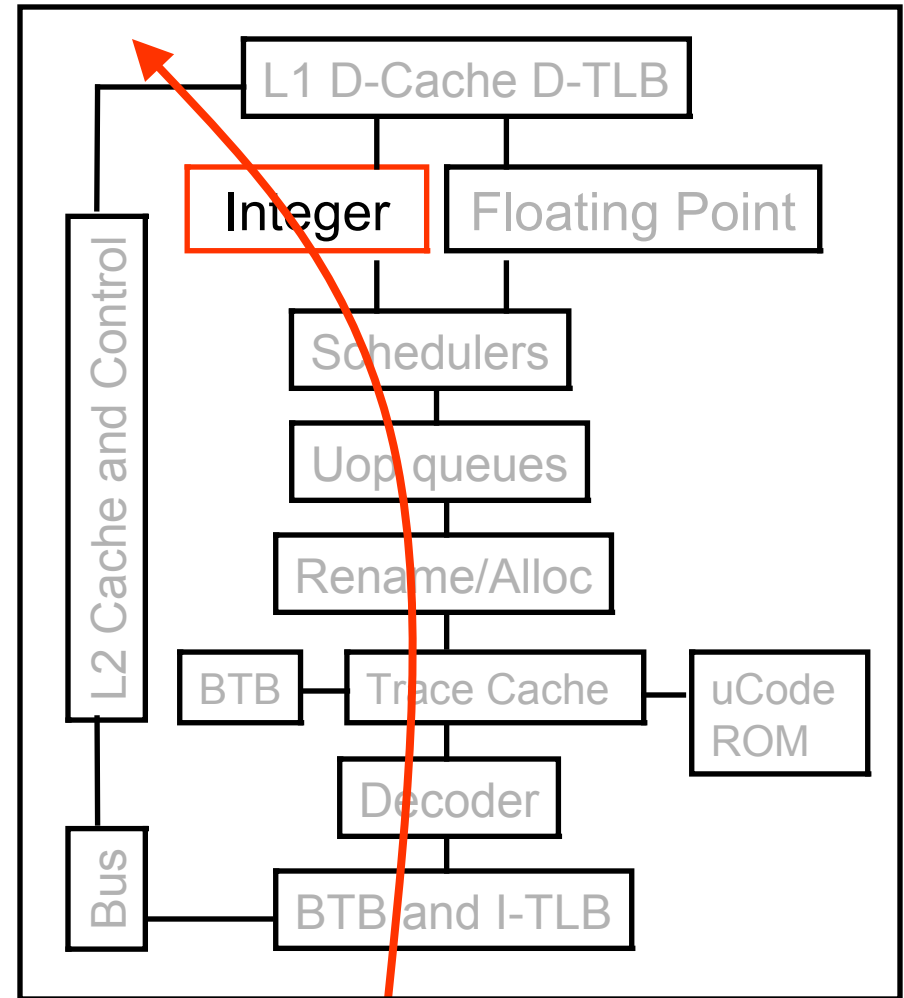 L1 D-Cache D-TLB
Integer
Floating Point
L2 Cache and Control
Schedulers
Uop queues
Rename/Alloc
BTB
Trace Cache
uCode
ROM
Decoder
Bus
BTB and I-TLB